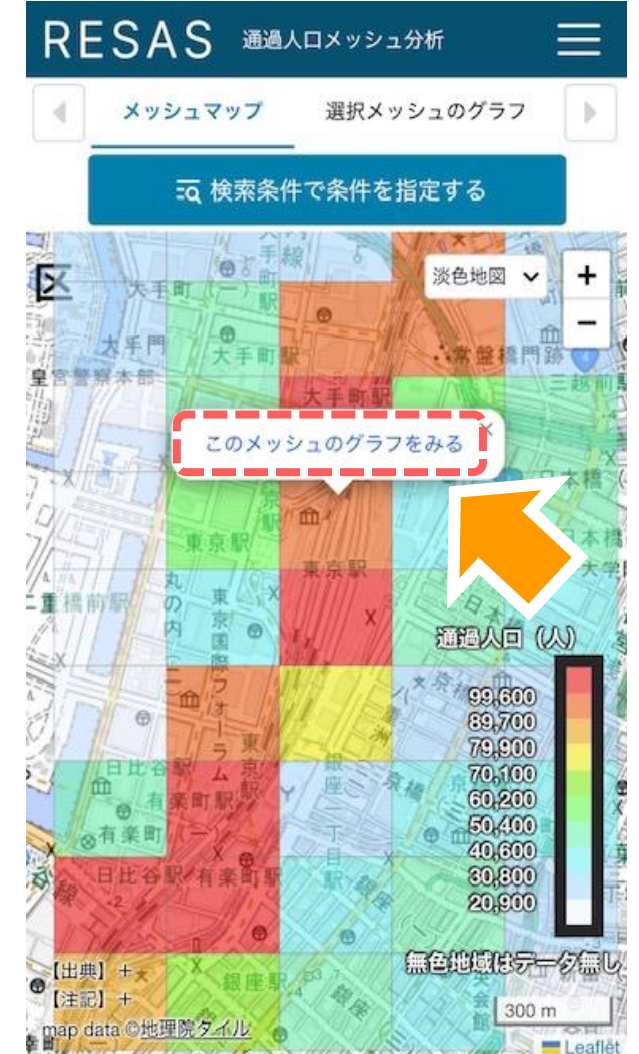 RESAS 通過人口メッシュ分析
メッシュマップ 選択メッシュのグラフ
検索条件で条件を指定する
淡色地図
+
−
大手町(一)
大手町駅
大手門
皇宮警察本部
常盤橋門跡
三越前駅
大手町駅
このメッシュのグラフをみる ×
東京駅
東京駅
日本橋
二重橋前駅
丸の内(二)
東京国際フォーラム
通過人口(人)
99,600
89,700
79,900
70,100
60,200
50,400
40,600
30,800
20,900
日比谷駅
有楽町駅
有楽町(一)
京橋
銀座一丁目駅
日比谷駅
有楽町駅
銀座
無色地域はデータ無し
【出典】+
【注記】+
銀座駅
銀座
300 m
map data ©地理院タイル
Leaflet